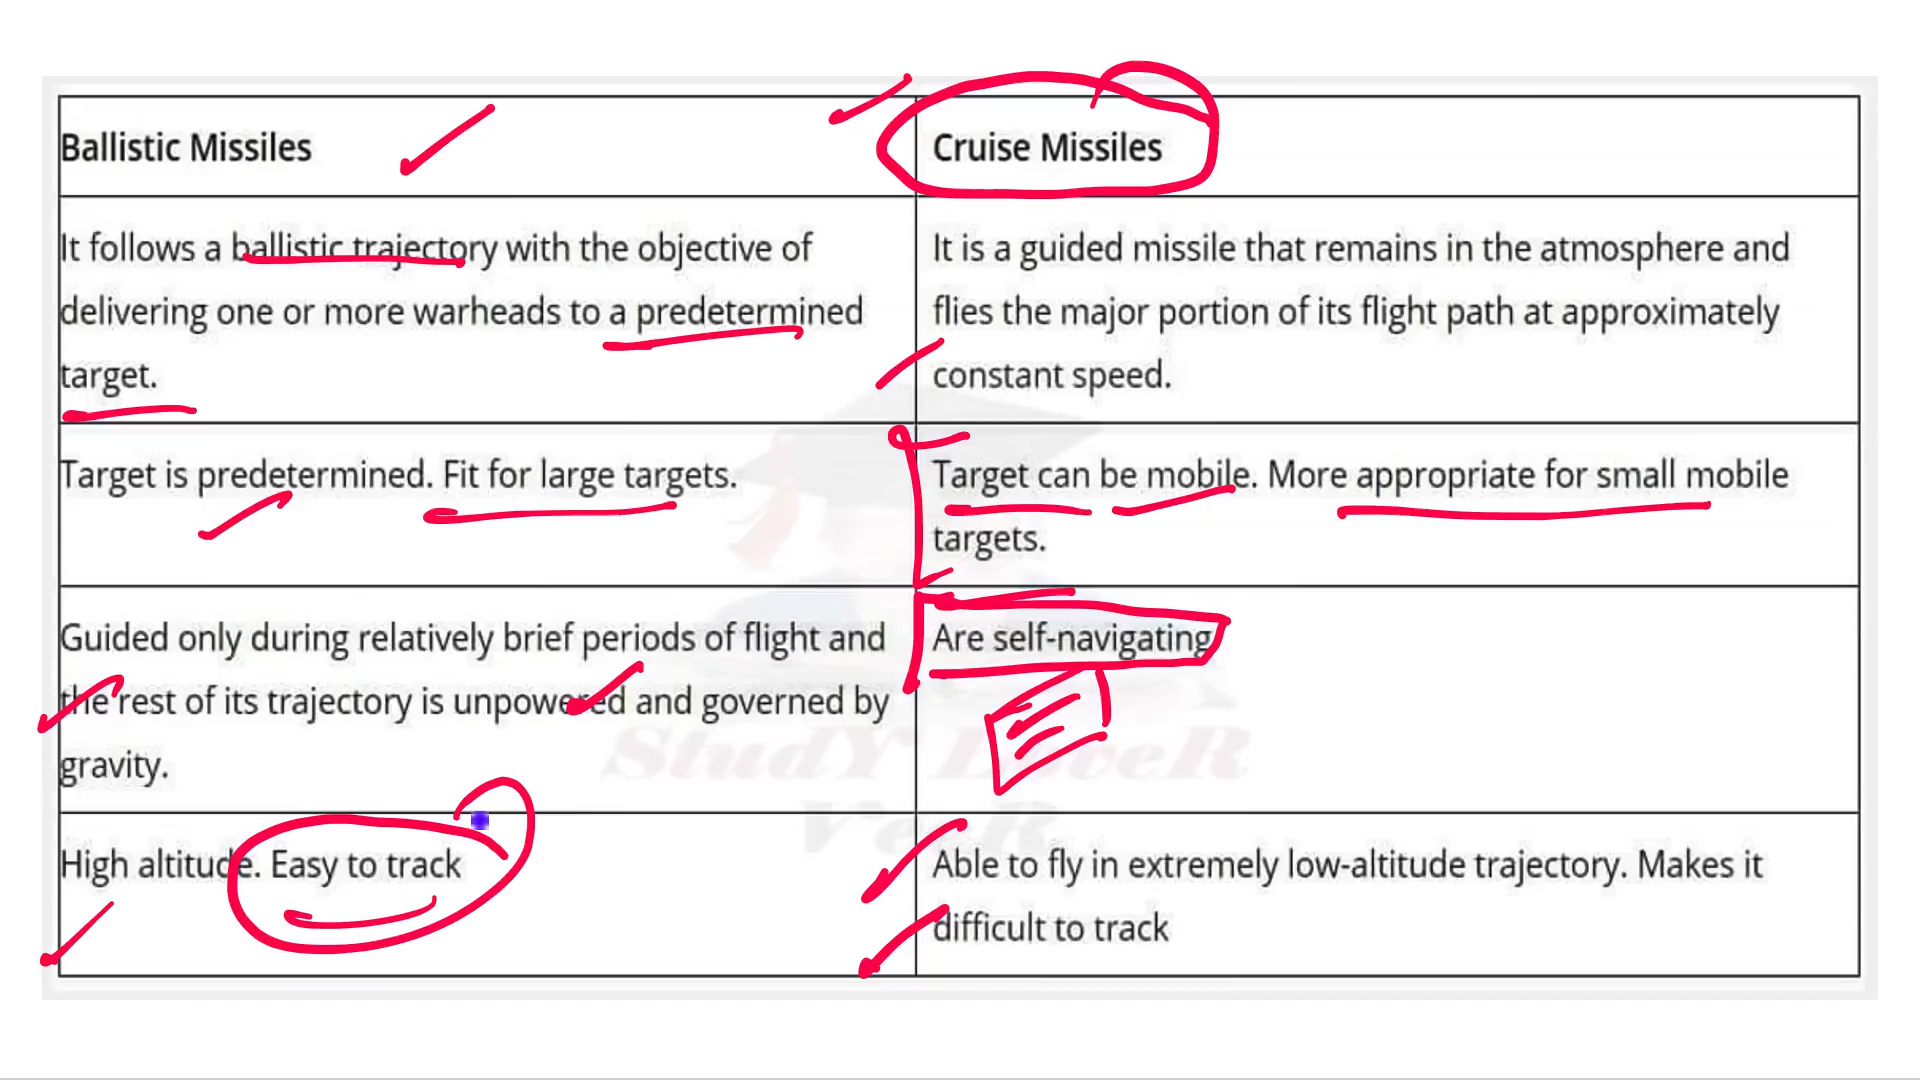 Ballistic Missiles
Cruise Missiles
It follows a ballistic trajectory with the objective of
delivering one or more warheads to a predetermined
target.
It is a guided missile that remains in the atmosphere and
flies the major portion of its flight path at approximately
constant speed.
Target is predetermined. Fit for large targets.
Target can be mobile. More appropriate for small mobile
targets.
Guided only during relatively brief periods of flight and
the rest of its trajectory is unpowered and governed by
gravity.
Are self-navigating
High altitude. Easy to track
Able to fly in extremely low-altitude trajectory. Makes it
difficult to track